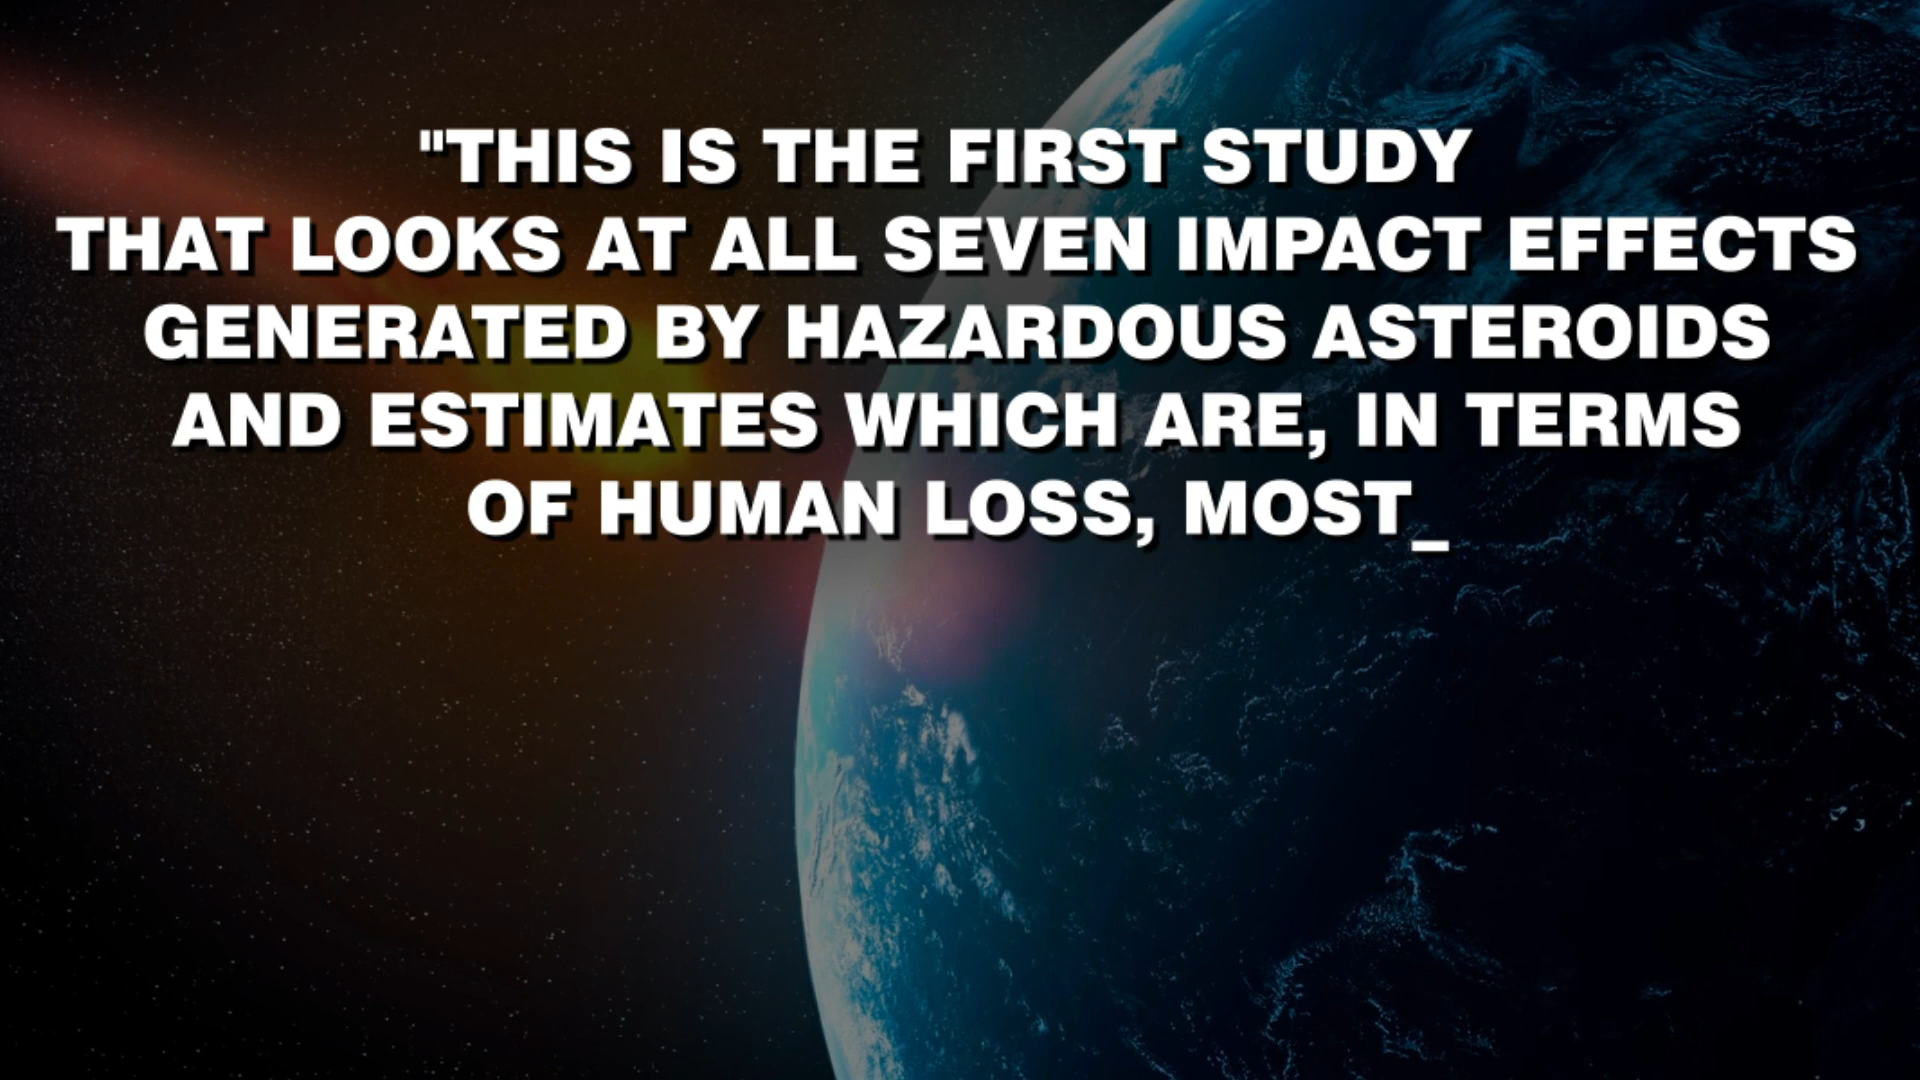 "THIS IS THE FIRST STUDY
THAT LOOKS AT ALL SEVEN IMPACT EFFECTS
GENERATED BY HAZARDOUS ASTEROIDS
AND ESTIMATES WHICH ARE, IN TERMS
OF HUMAN LOSS, MOST_